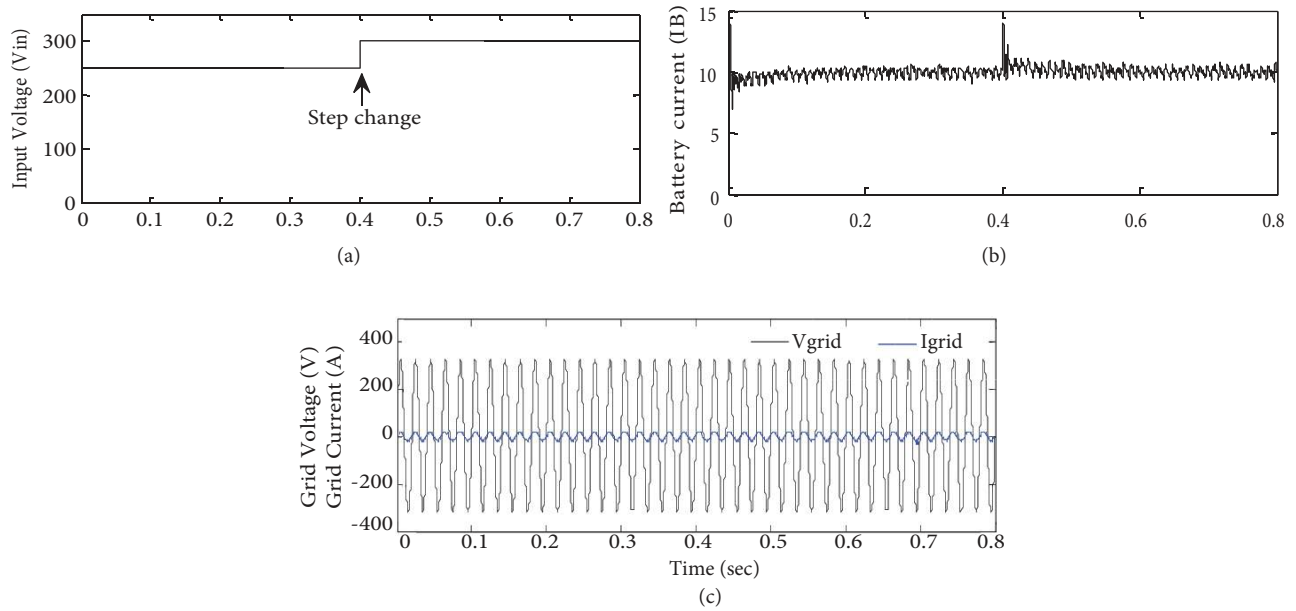 Input Voltage (Vin)
300
200
100
0
Step change
0 0.1 0.2 0.3 0.4 0.5 0.6 0.7 0.8
(a)
Battery current (IB)
15
10
5
0
0 0.2 0.4 0.6 0.8
(b)
Grid Voltage (V)
Grid Current (A)
400
200
0
-200
-400
Vgrid Igrid
0 0.1 0.2 0.3 0.4 0.5 0.6 0.7 0.8
Time (sec)
(c)